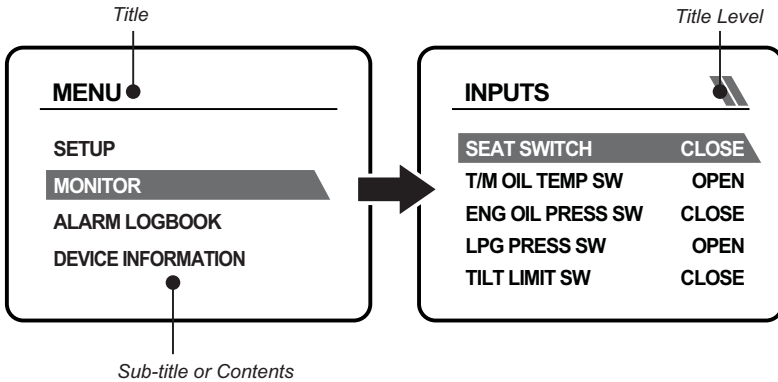 Title
Title Level
MENU
SETUP
MONITOR
ALARM LOGBOOK
DEVICE INFORMATION
Sub-title or Contents
INPUTS
SEAT SWITCH CLOSE
T/M OIL TEMP SW OPEN
ENG OIL PRESS SW CLOSE
LPG PRESS SW OPEN
TILT LIMIT SW CLOSE